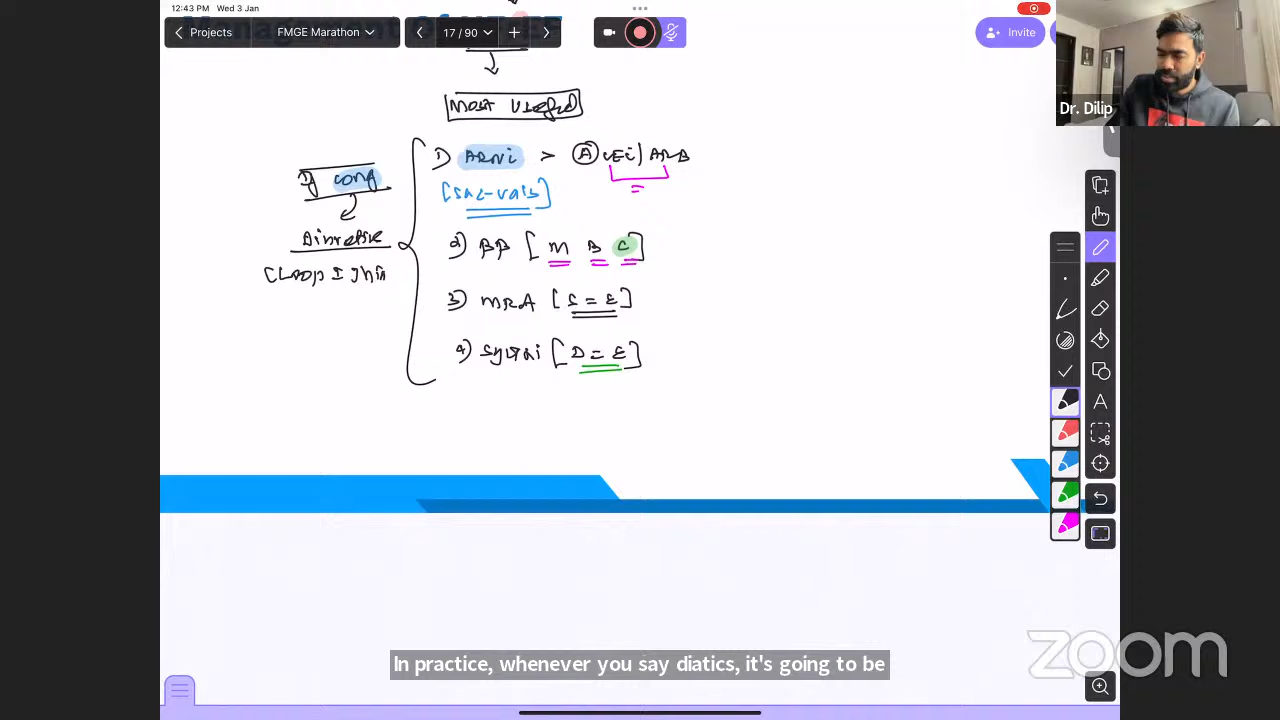 12:43 PM Wed 3 Jan
Projects
FMGE Marathon
17 / 90
Invite
Dr. Dilip
Most Useful
1) ARNi > (A) CEi | ARB
[Sac-vals]
If cong
Diuretic
2) BB [M B C]
3) MRA [S = E]
4) SGLT2i [D = E]
In practice, whenever you say diatics, it's going to be
zoom